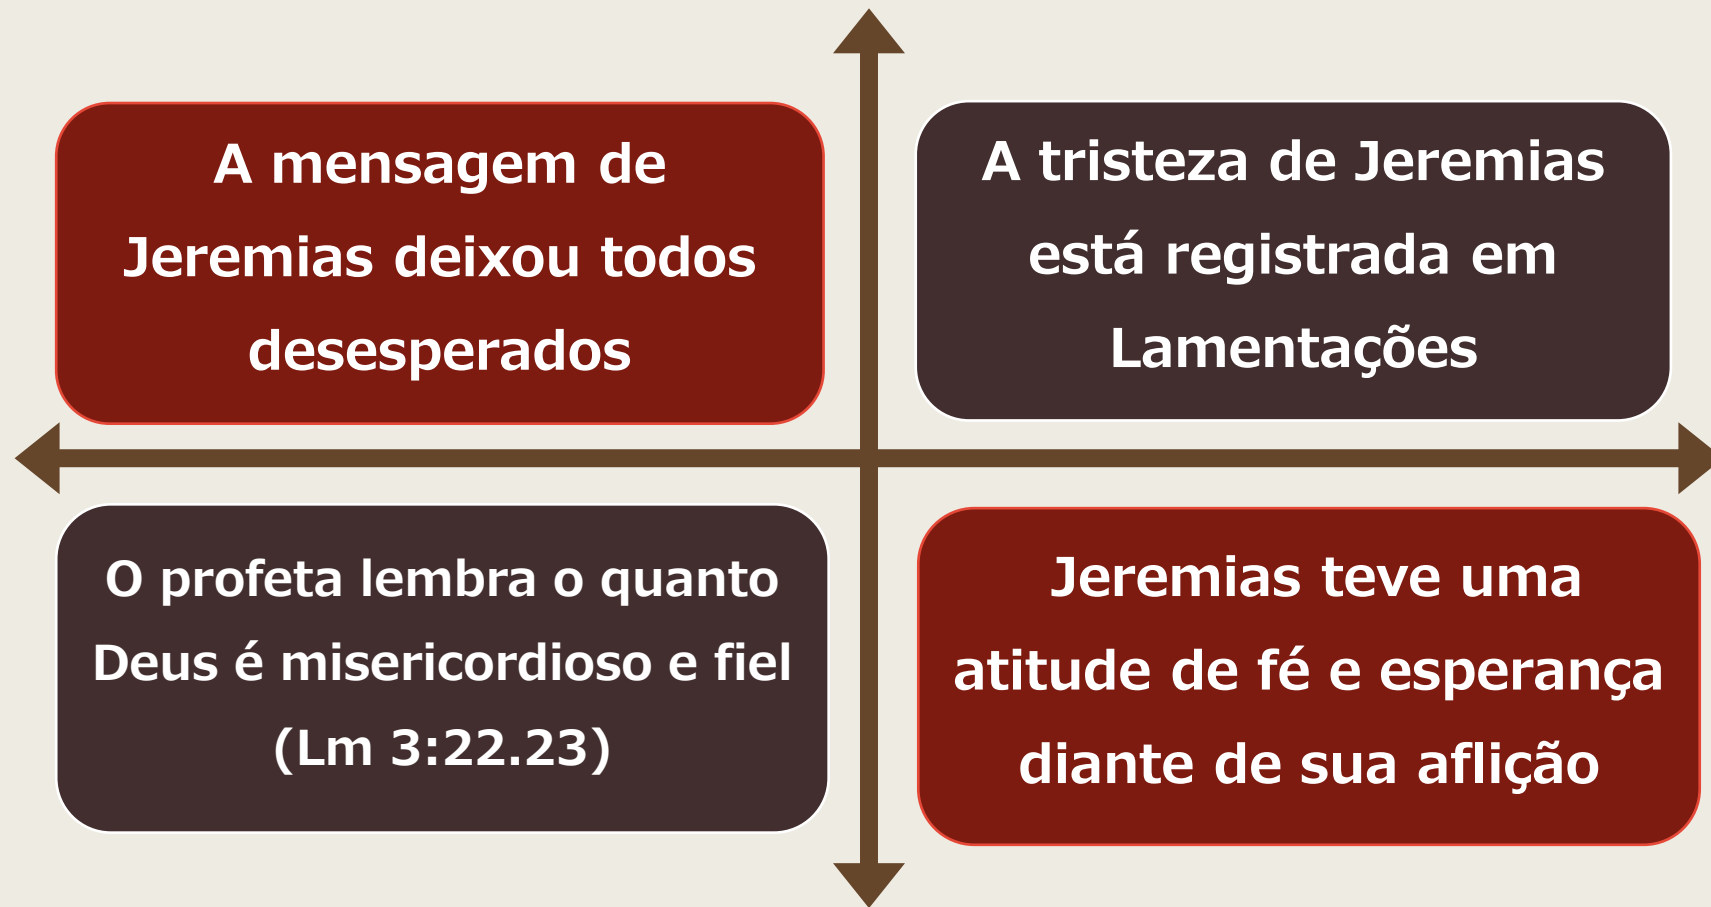 A mensagem de
Jeremias deixou todos
desesperados
A tristeza de Jeremias
está registrada em
Lamentações
O profeta lembra o quanto
Deus é misericordioso e fiel
(Lm 3:22.23)
Jeremias teve uma
atitude de fé e esperança
diante de sua aflição